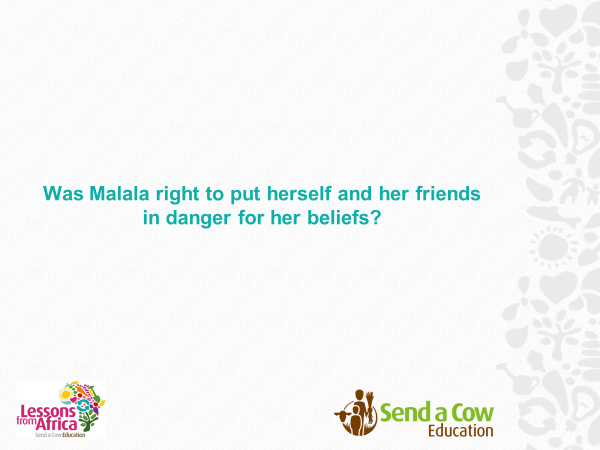 Was Malala right to put herself and her friends
in danger for her beliefs?
Lessons
from Africa
Send a Cow Education
Send a Cow
Education